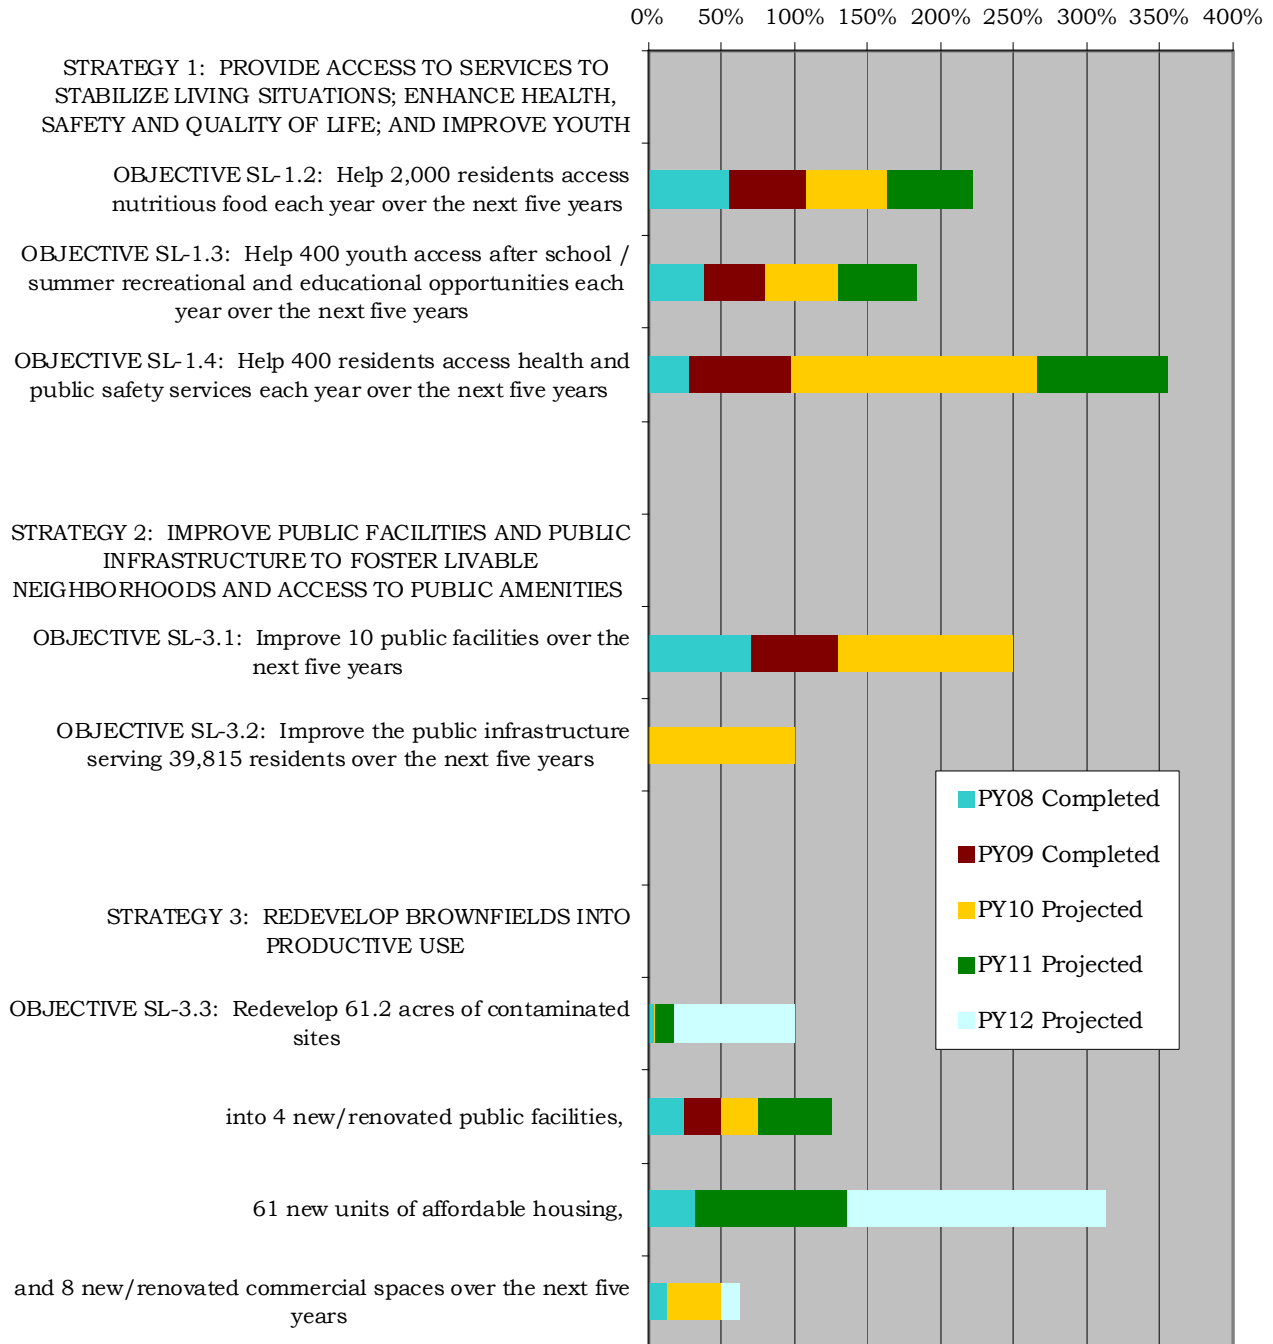 0% 50% 100% 150% 200% 250% 300% 350% 400%
STRATEGY 1: PROVIDE ACCESS TO SERVICES TO
STABILIZE LIVING SITUATIONS; ENHANCE HEALTH,
SAFETY AND QUALITY OF LIFE; AND IMPROVE YOUTH
OBJECTIVE SL-1.2: Help 2,000 residents access
nutritious food each year over the next five years
OBJECTIVE SL-1.3: Help 400 youth access after school /
summer recreational and educational opportunities each
year over the next five years
OBJECTIVE SL-1.4: Help 400 residents access health and
public safety services each year over the next five years
STRATEGY 2: IMPROVE PUBLIC FACILITIES AND PUBLIC
INFRASTRUCTURE TO FOSTER LIVABLE
NEIGHBORHOODS AND ACCESS TO PUBLIC AMENITIES
OBJECTIVE SL-3.1: Improve 10 public facilities over the
next five years
OBJECTIVE SL-3.2: Improve the public infrastructure
serving 39,815 residents over the next five years
STRATEGY 3: REDEVELOP BROWNFIELDS INTO
PRODUCTIVE USE
OBJECTIVE SL-3.3: Redevelop 61.2 acres of contaminated
sites
into 4 new/renovated public facilities,
61 new units of affordable housing,
and 8 new/renovated commercial spaces over the next five
years
PY08 Completed
PY09 Completed
PY10 Projected
PY11 Projected
PY12 Projected